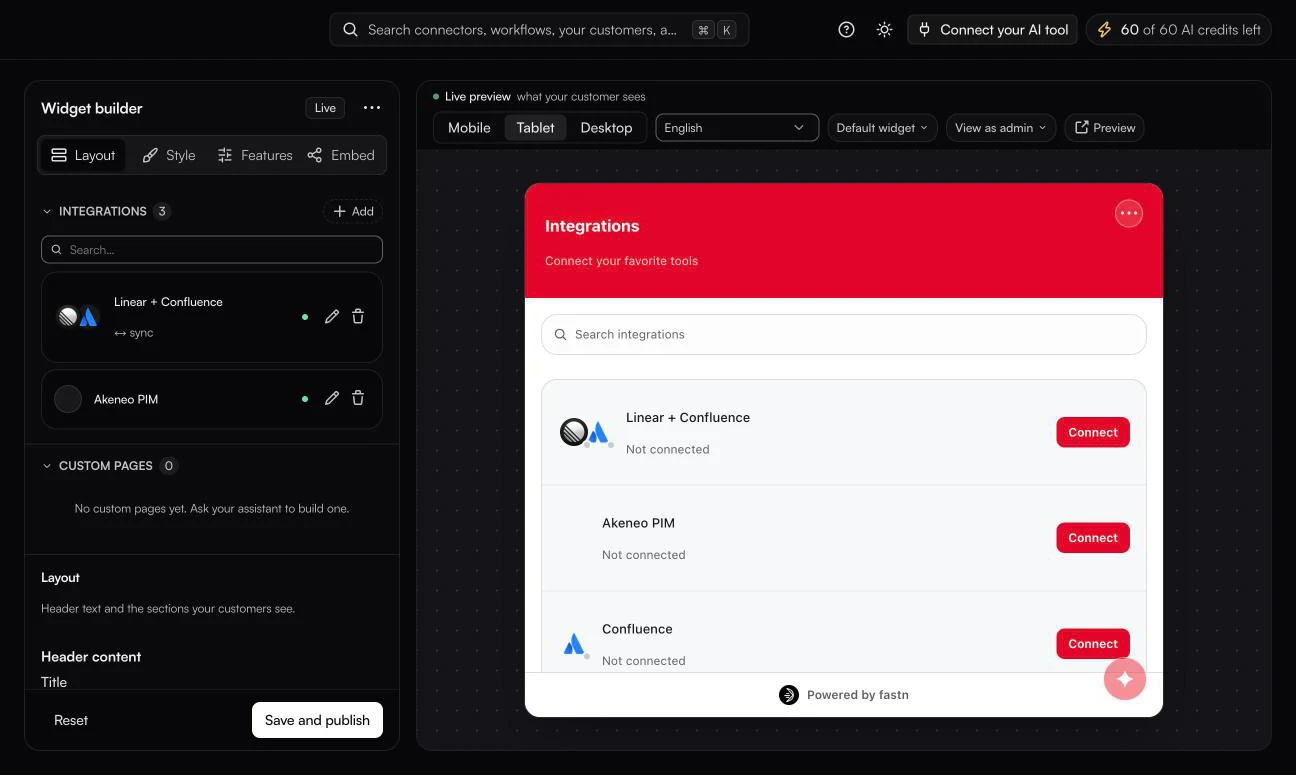 Search connectors, workflows, your customers, a... ⌘ K
Connect your AI tool
60 of 60 AI credits left
Widget builder
Live
Layout
Style
Features
Embed
INTEGRATIONS 3
Add
Search...
Linear + Confluence
↔ sync
Akeneo PIM
CUSTOM PAGES 0
No custom pages yet. Ask your assistant to build one.
Layout
Header text and the sections your customers see.
Header content
Title
Reset
Save and publish
Live preview what your customer sees
Mobile
Tablet
Desktop
English
Default widget
View as admin
Preview
Integrations
Connect your favorite tools
Search integrations
Linear + Confluence
Not connected
Connect
Akeneo PIM
Not connected
Connect
Confluence
Not connected
Connect
Powered by fastn